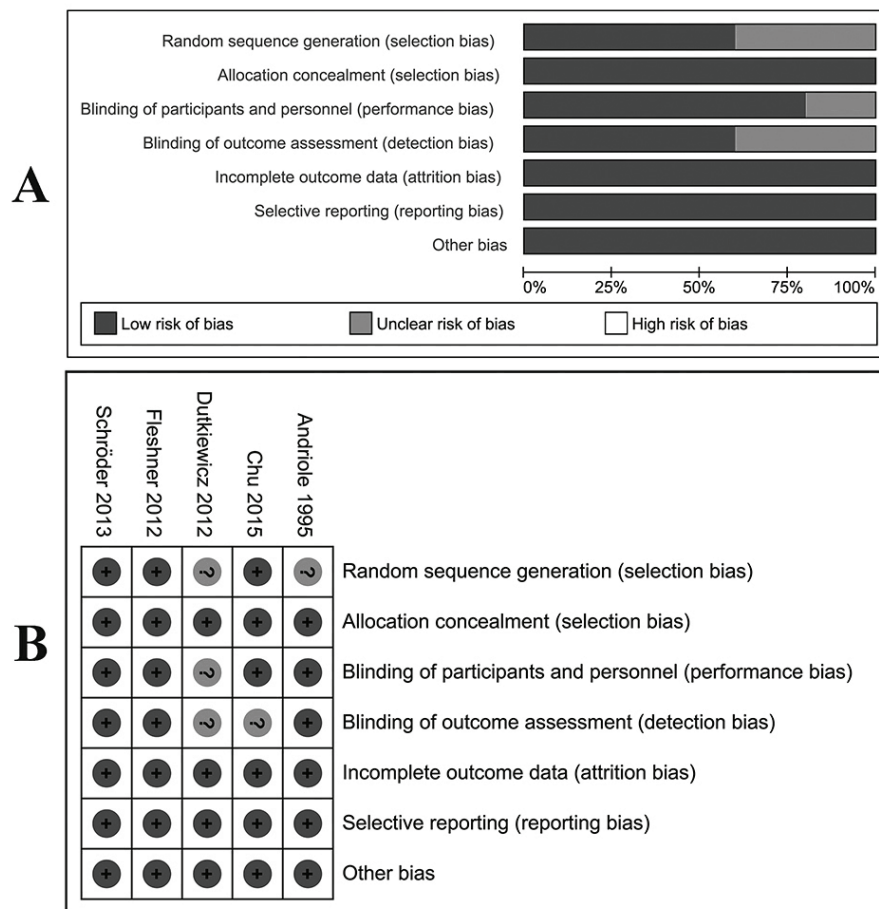 A
Random sequence generation (selection bias)
Allocation concealment (selection bias)
Blinding of participants and personnel (performance bias)
Blinding of outcome assessment (detection bias)
Incomplete outcome data (attrition bias)
Selective reporting (reporting bias)
Other bias
0% 25% 50% 75% 100%
Low risk of bias Unclear risk of bias High risk of bias
B
Schröder 2013
Fleshner 2012
Dutkiewicz 2012
Chu 2015
Andriole 1995
+ + ? + ? Random sequence generation (selection bias)
+ + + + + Allocation concealment (selection bias)
+ + ? + + Blinding of participants and personnel (performance bias)
+ + ? ? + Blinding of outcome assessment (detection bias)
+ + + + + Incomplete outcome data (attrition bias)
+ + + + + Selective reporting (reporting bias)
+ + + + + Other bias